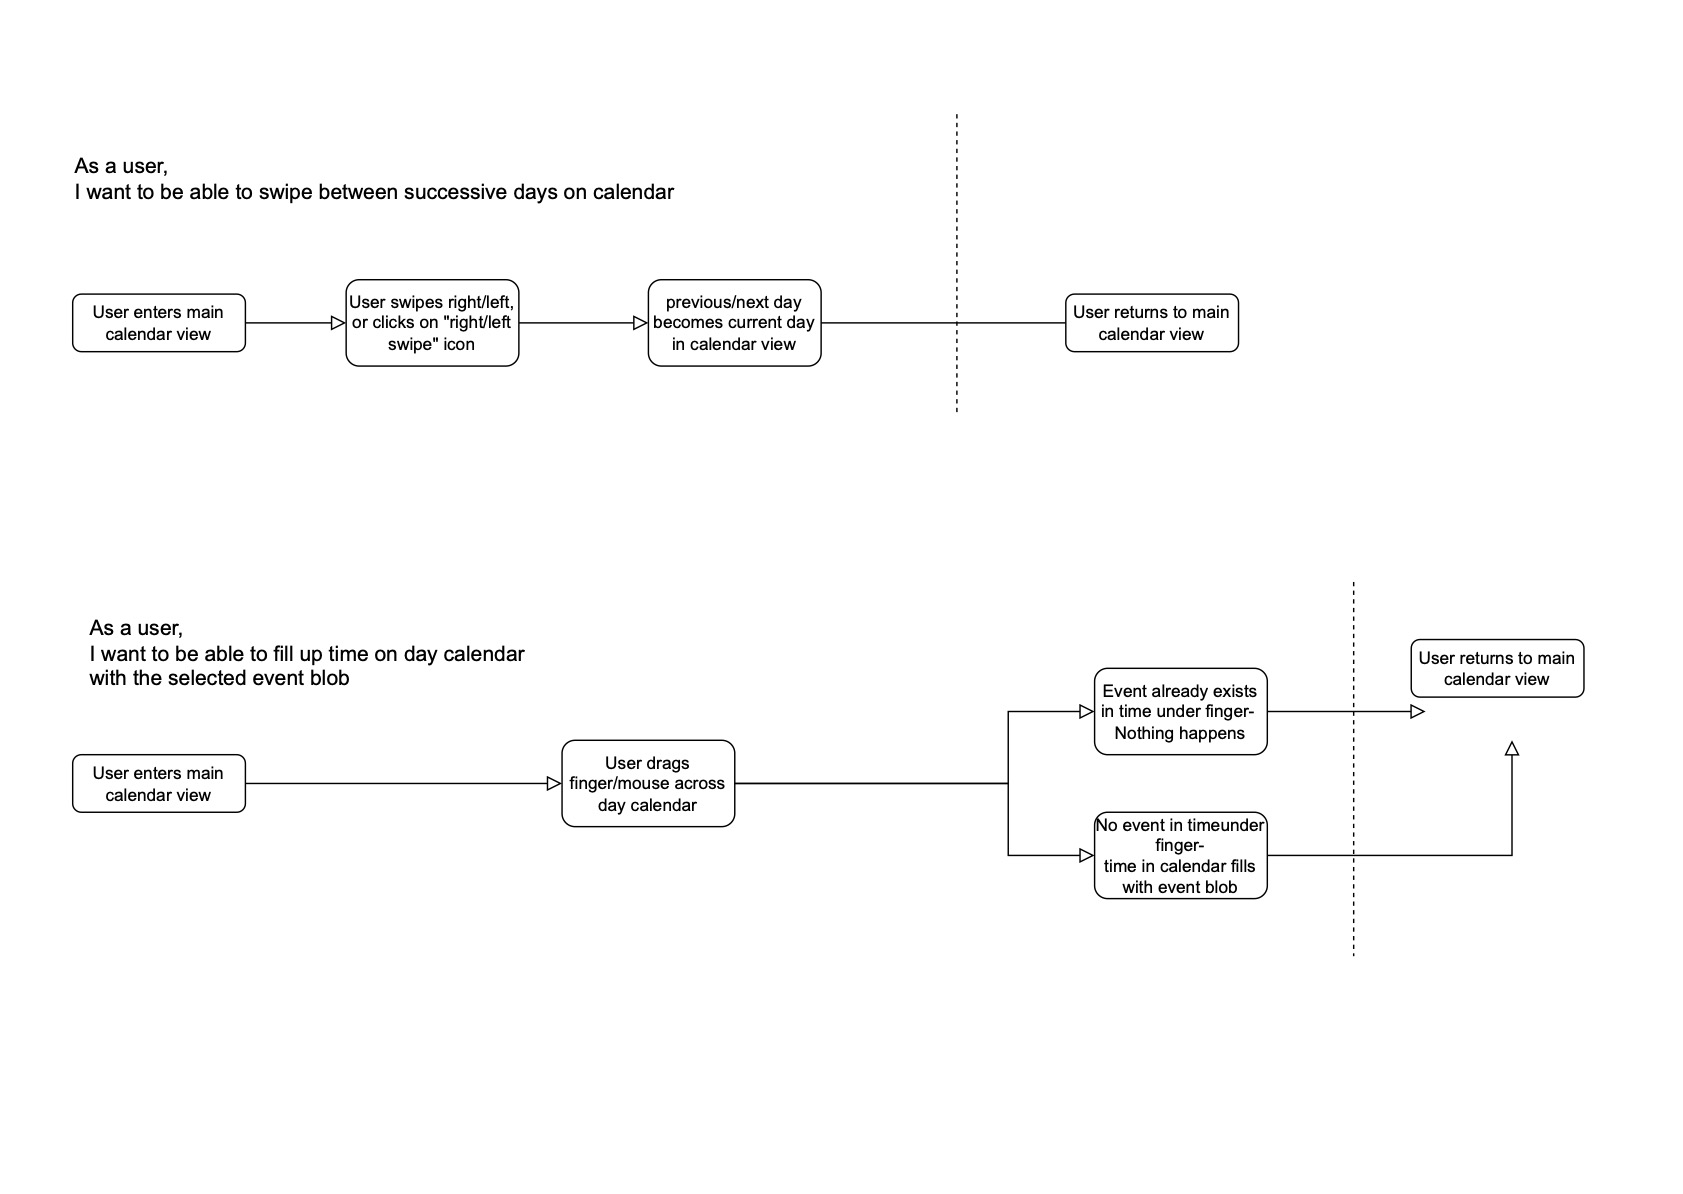 As a user,
I want to be able to swipe between successive days on calendar
User enters main
calendar view
User swipes right/left,
or clicks on "right/left
swipe" icon
previous/next day
becomes current day
in calendar view
User returns to main
calendar view
As a user,
I want to be able to fill up time on day calendar
with the selected event blob
User enters main
calendar view
User drags
finger/mouse across
day calendar
Event already exists
in time under finger-
Nothing happens
No event in timeunder
finger-
time in calendar fills
with event blob
User returns to main
calendar view